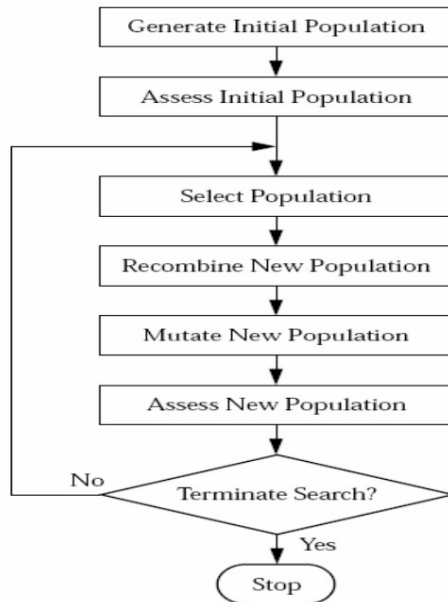 Generate Initial Population
Assess Initial Population
Select Population
Recombine New Population
Mutate New Population
Assess New Population
No
Terminate Search?
Yes
Stop